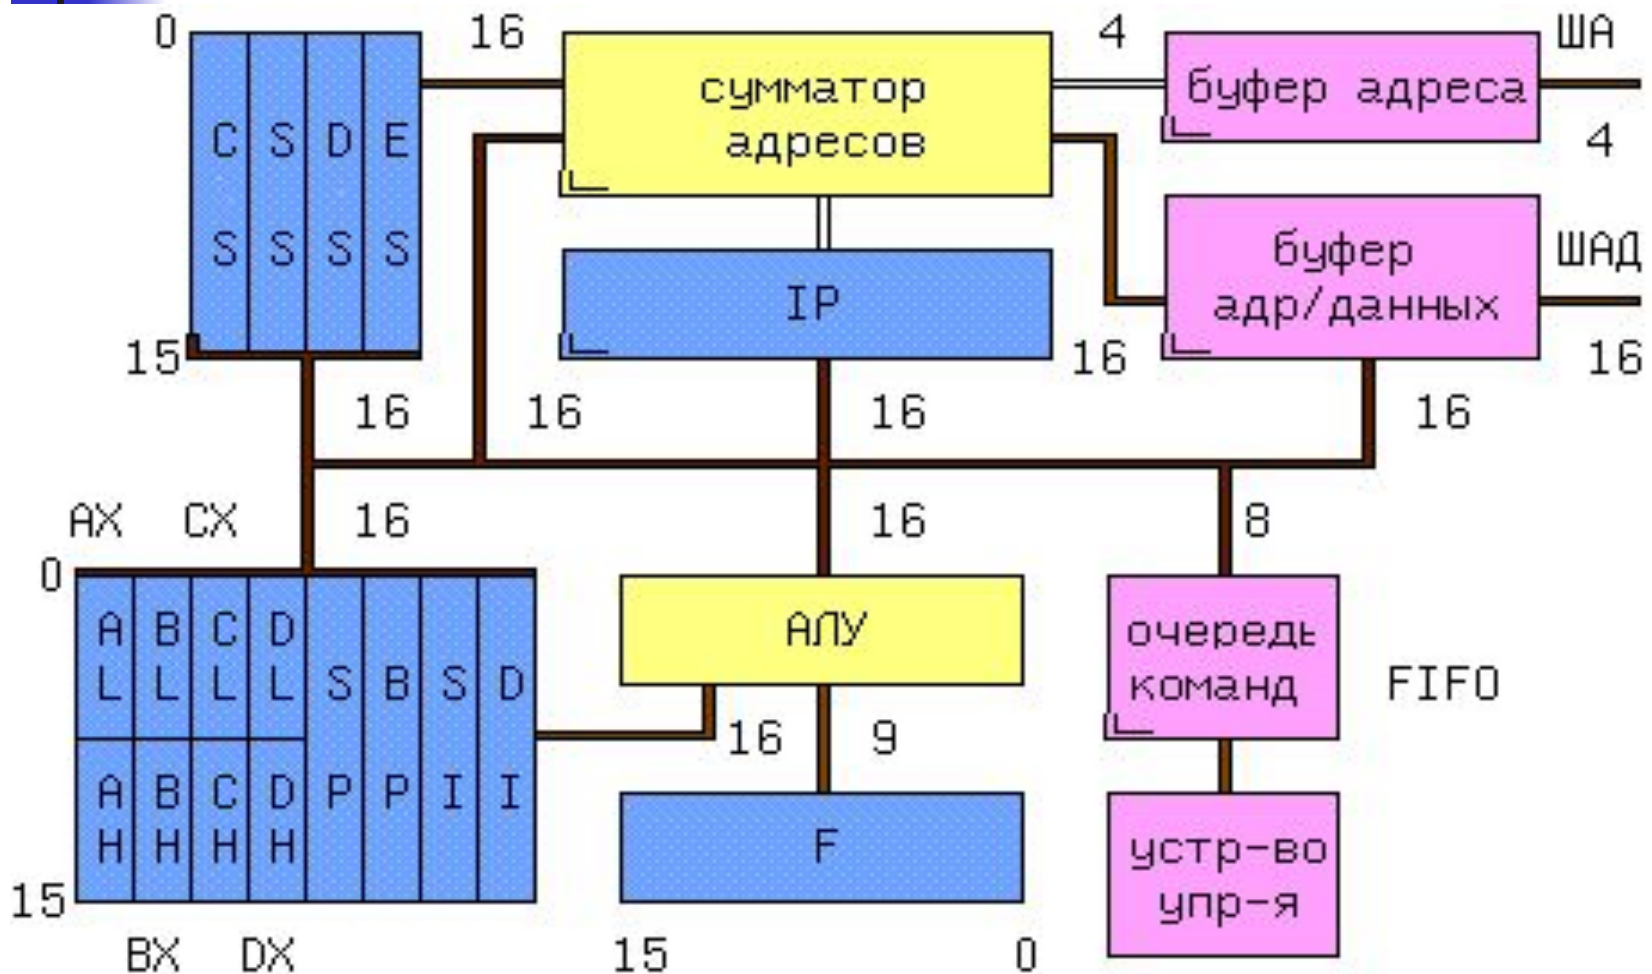 0
16
4
ША
сумматор
адресов
буфер адреса
4
C S D E
S S S S
IP
буфер
адр/данных
ШАД
15
16
16
16
16
16
16
AX CX
16
16
8
0
A B C D
L L L L
S B S D
P P I I
A B C D
H H H H
АЛУ
очередь
команд
FIFO
16
9
F
устр-во
упр-я
15
BX DX
15
0